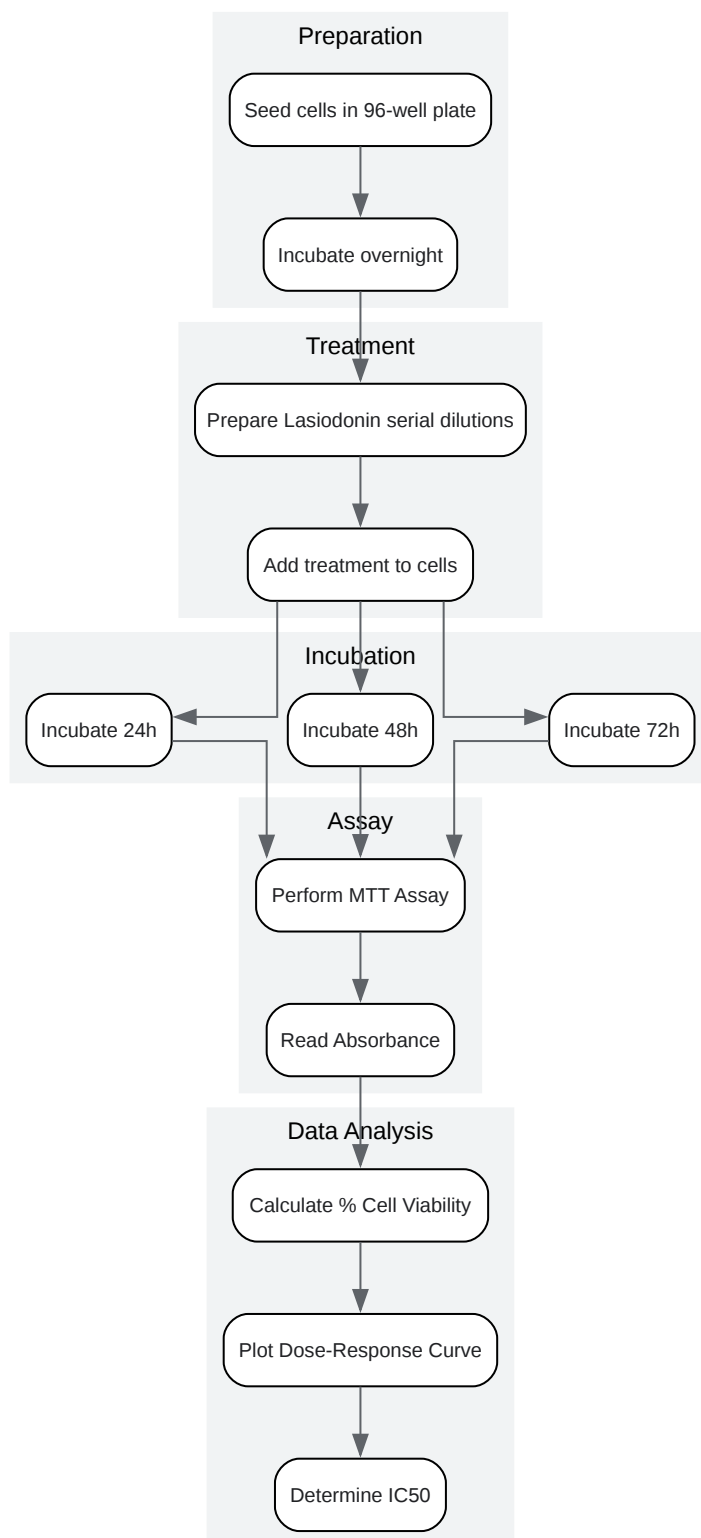 Preparation
Seed cells in 96-well plate
Incubate overnight
Treatment
Prepare Lasiodonin serial dilutions
Add treatment to cells
Incubation
Incubate 24h
Incubate 48h
Incubate 72h
Assay
Perform MTT Assay
Read Absorbance
Data Analysis
Calculate % Cell Viability
Plot Dose-Response Curve
Determine IC50